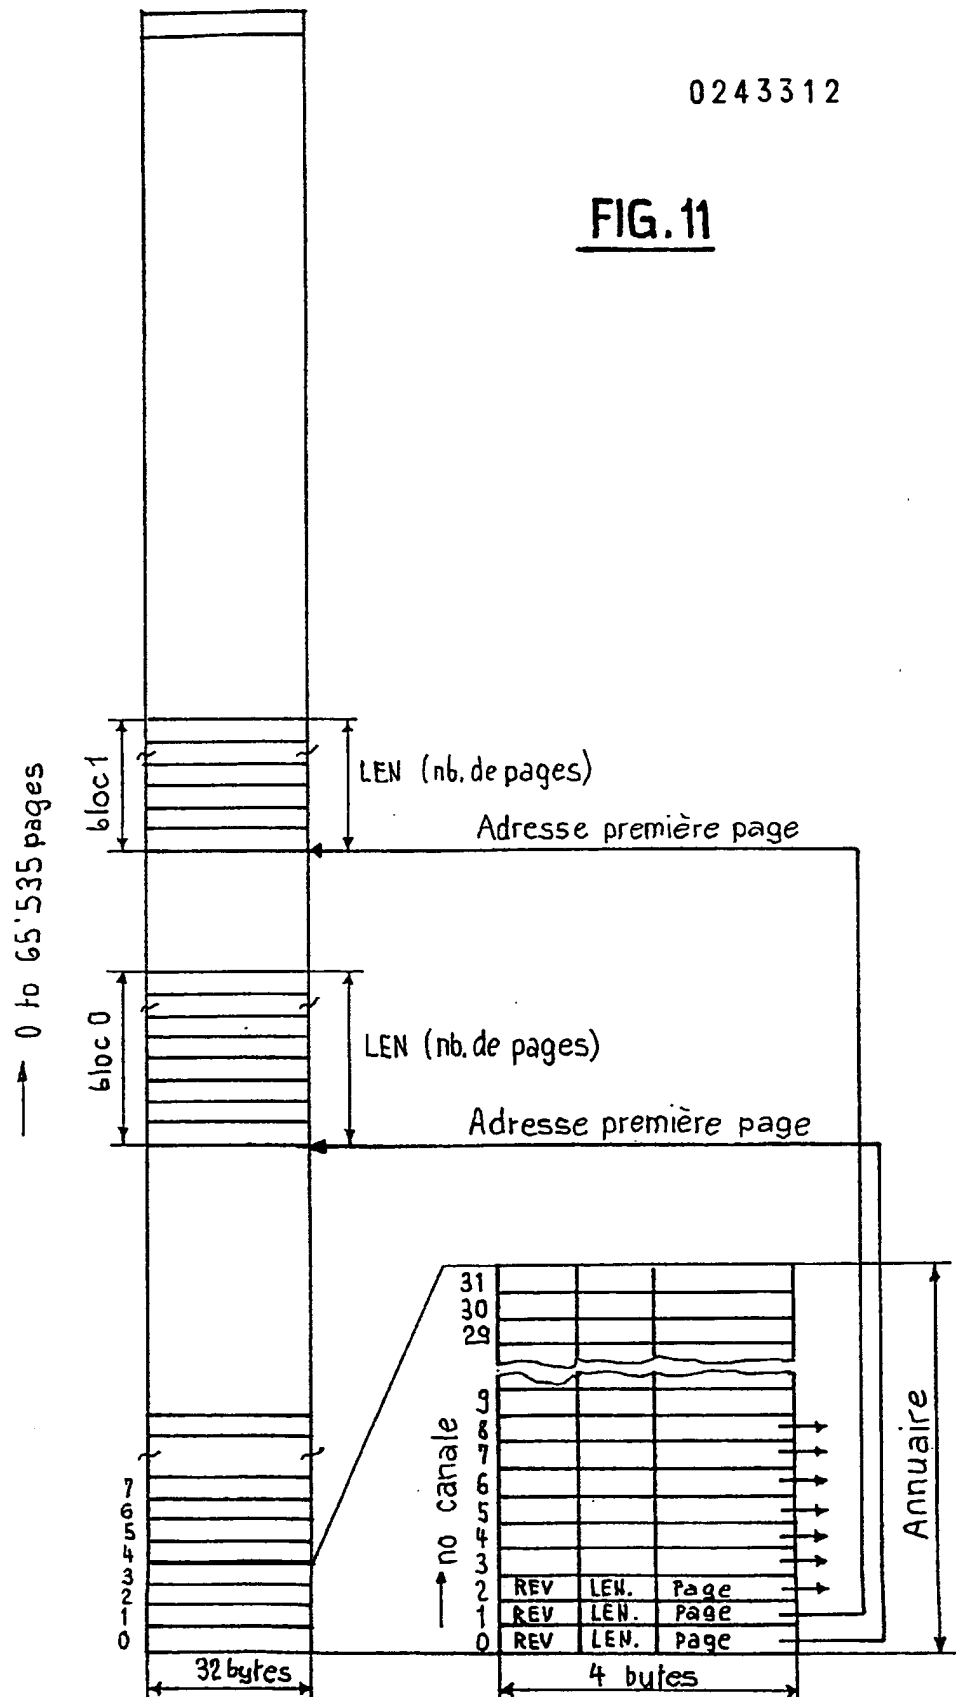 0243312
FIG. 11
0 to 65'535 pages
bloc 1
LEN (nb. de pages)
Adresse première page
bloc 0
LEN (nb. de pages)
Adresse première page
7
6
5
4
3
2
1
0
32 bytes
no canale
31
30
29
9
8
7
6
5
4
3
2 REV LEN. Page
1 REV LEN. Page
0 REV LEN. Page
4 bytes
Annuaire